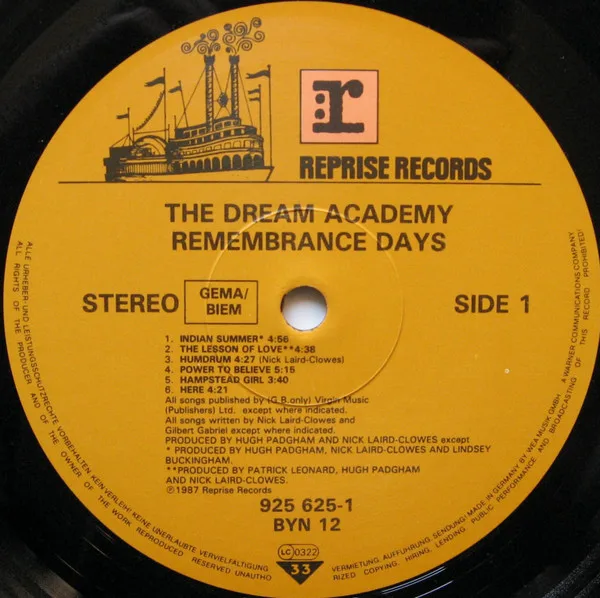 r
REPRISE RECORDS
THE DREAM ACADEMY
REMEMBRANCE DAYS
STEREO
GEMA/
BIEM
SIDE 1
1. INDIAN SUMMER* 4:56
2. THE LESSON OF LOVE**4:38
3. HUMDRUM 4:27 (Nick Laird-Clowes)
4. POWER TO BELIEVE 5:15
5. HAMPSTEAD GIRL 3:40
6. HERE 4:21
All songs published by (G.B.only) Virgin Music
(Publishers) Ltd. except where indicated.
All songs written by Nick Laird-Clowes and
Gilbert Gabriel except where indicated.
PRODUCED BY HUGH PADGHAM AND NICK LAIRD-CLOWES except
* PRODUCED BY HUGH PADGHAM, NICK LAIRD-CLOWES AND LINDSEY
BUCKINGHAM.
**PRODUCED BY PATRICK LEONARD, HUGH PADGHAM
AND NICK LAIRD-CLOWES.
℗1987 Reprise Records
925 625-1
BYN 12
LC 0322
33
ALLE URHEBER- UND LEISTUNGSSCHUTZRECHTE VORBEHALTEN KEIN VERLEIH! KEINE UNERLAUBTE VERVIELFÄLTIGUNG, VERMIETUNG, AUFFÜHRUNG, SENDUNG! MADE IN GERMANY BY WEA MUSIK GMBH. A WARNER COMMUNICATIONS COMPANY
ALL RIGHTS OF THE PRODUCER AND OF THE OWNER OF THE WORK REPRODUCED RESERVED UNAUTHORIZED COPYING, HIRING, LENDING, PUBLIC PERFORMANCE AND BROADCASTING OF THIS RECORD PROHIBITED!